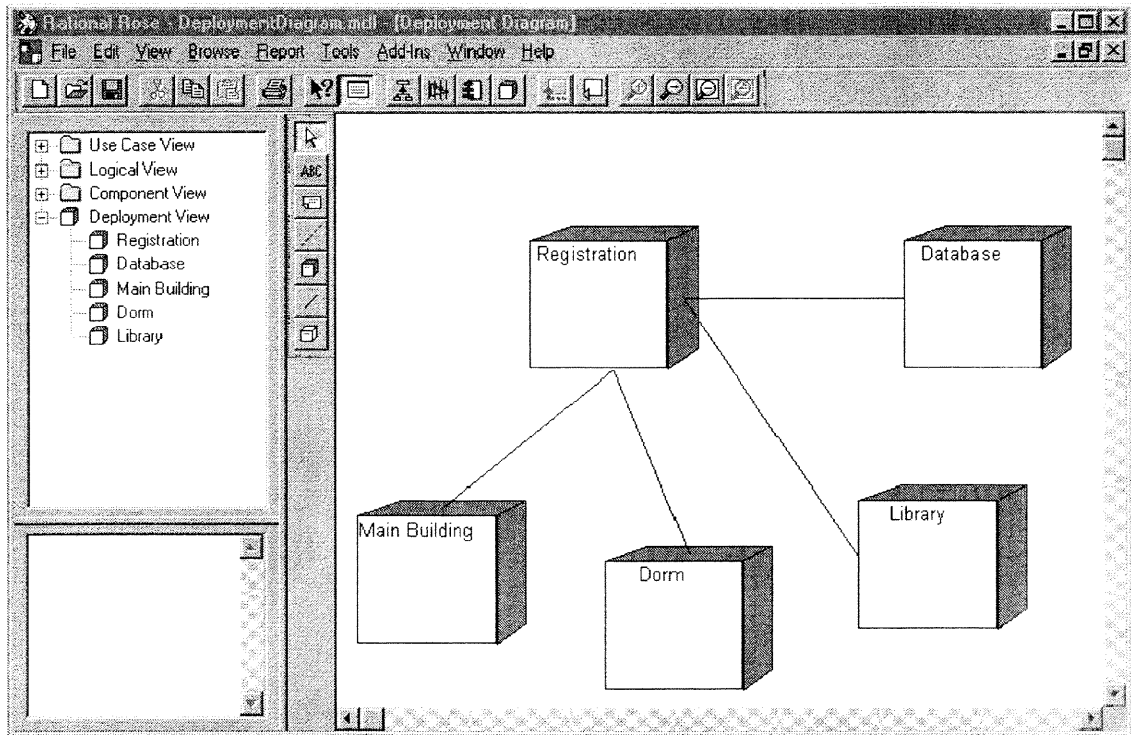 Rational Rose - DeploymentDiagram.mdl - [Deployment Diagram]
File Edit View Browse Report Tools Add-Ins Window Help
Use Case View
Logical View
Component View
Deployment View
Registration
Database
Main Building
Dorm
Library
ABC
Registration
Database
Main Building
Dorm
Library